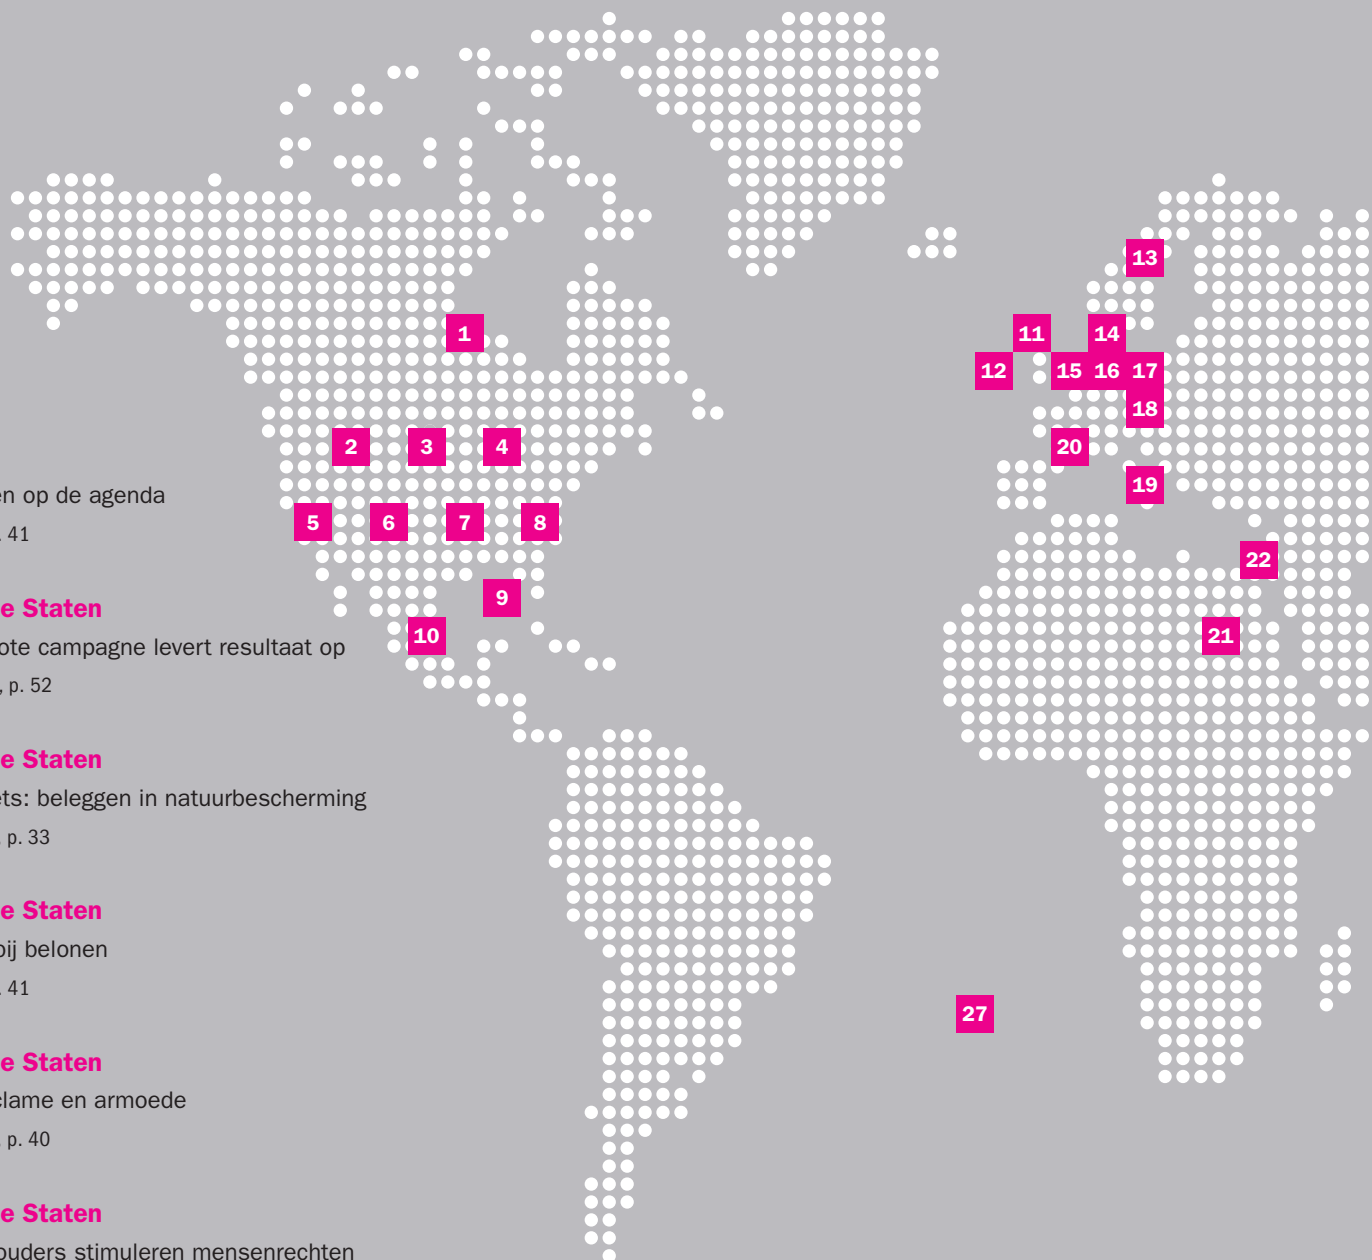 en op de agenda
. 41
e Staten
ote campagne levert resultaat op
, p. 52
e Staten
ets: beleggen in natuurbescherming
. p. 33
e Staten
bij belonen
. 41
e Staten
clame en armoede
. p. 40
e Staten
ouders stimuleren mensenrechten
13
1
11
14
12
15
16
17
18
2
3
4
20
19
5
6
7
8
22
9
10
21
27